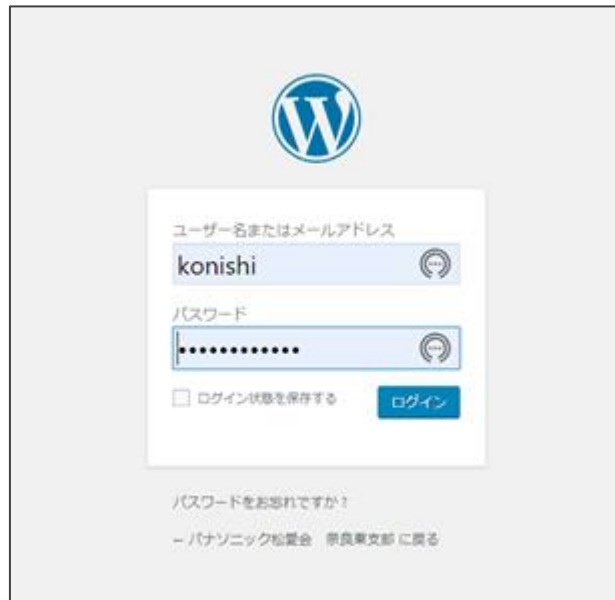 ユーザー名またはメールアドレス
konishi
パスワード
••••••••••••
ログイン状態を保存する
ログイン
パスワードをお忘れですか ?
← パナソニック松愛会　奈良東支部 に戻る